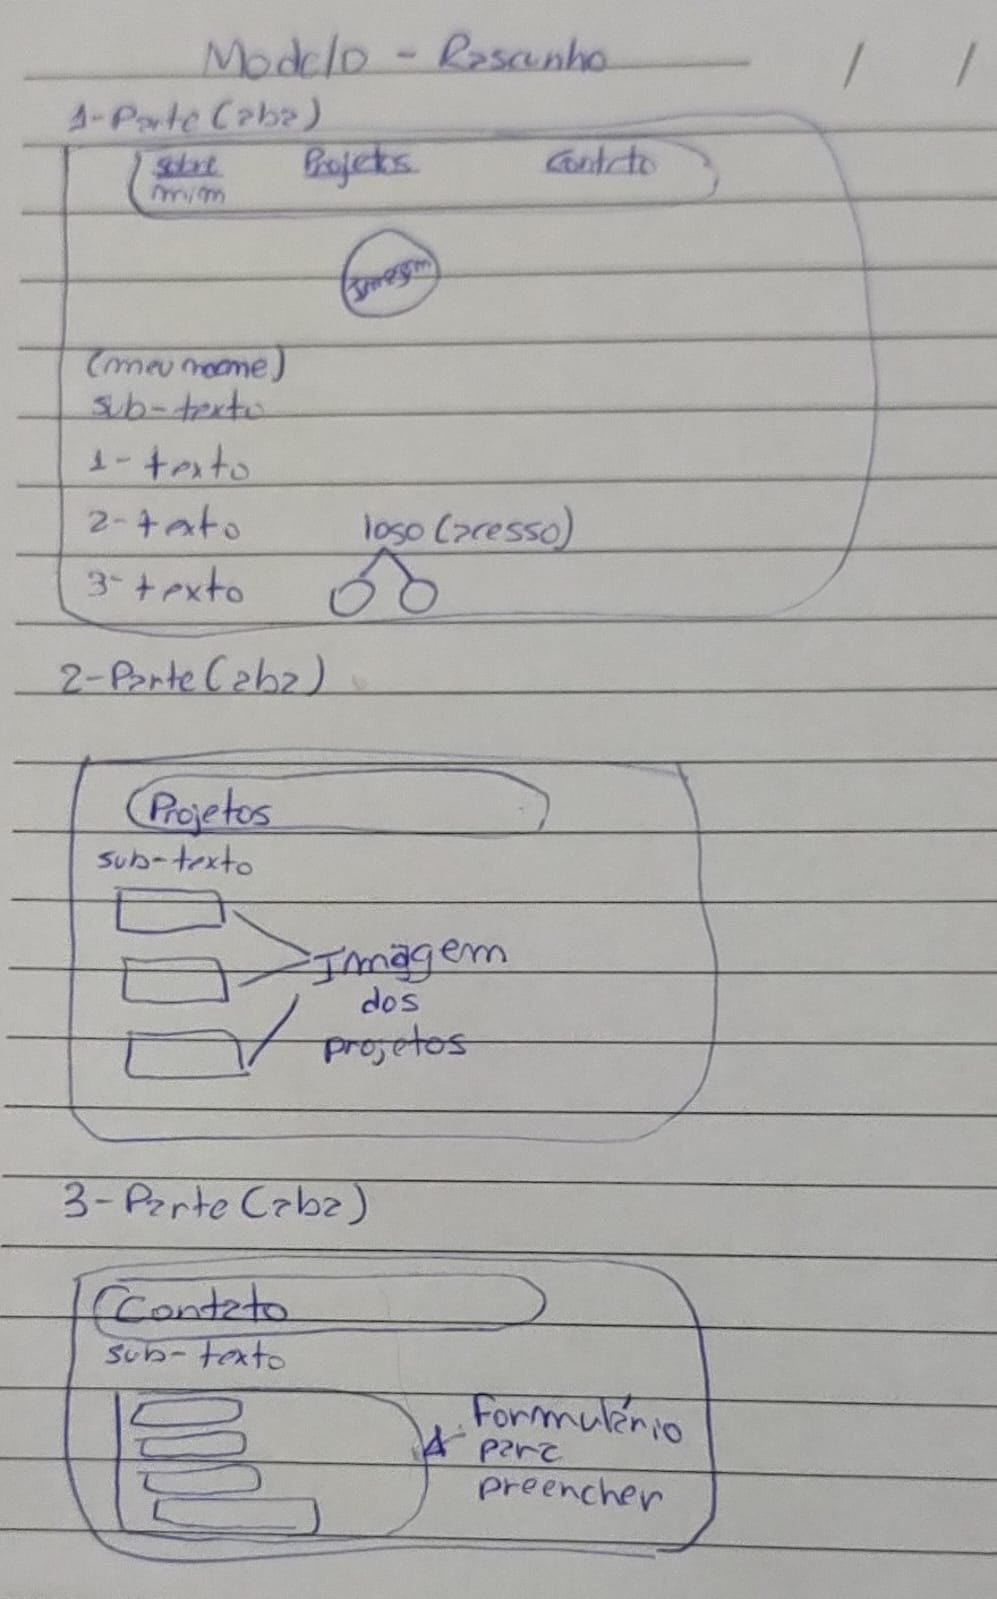 Modelo - Rascunho / /
1-Parte (aba)
sobre mim Projetos Contato
Imagem
(meu nome)
sub-texto
1- texto
2- texto logo (acesso)
3- texto
2-Parte (aba)
Projetos
sub-texto
Imagem
dos
projetos
3-Parte (aba)
Contato
sub-texto
Formulário
para
preencher